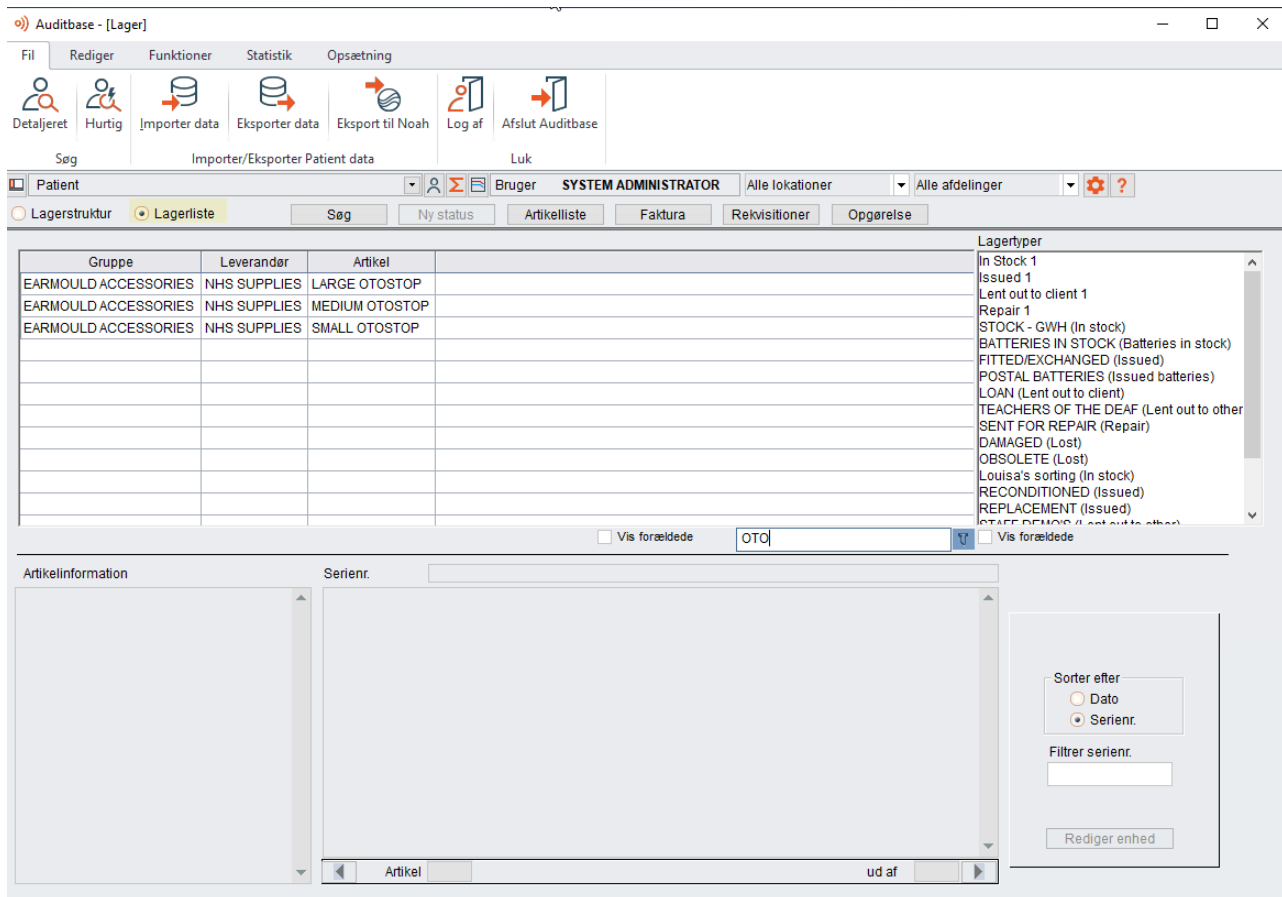 Auditbase - [Lager]
Fil Rediger Funktioner Statistik Opsætning
Detaljeret Hurtig Importer data Eksporter data Eksport til Noah Log af Afslut Auditbase
Søg Importer/Eksporter Patient data Luk
Patient Bruger SYSTEM ADMINISTRATOR Alle lokationer Alle afdelinger ?
Lagerstruktur Lagerliste Søg Ny status Artikelliste Faktura Rekvisitioner Opgørelse
Lagertyper
Gruppe Leverandør Artikel
EARMOULD ACCESSORIES NHS SUPPLIES LARGE OTOSTOP
EARMOULD ACCESSORIES NHS SUPPLIES MEDIUM OTOSTOP
EARMOULD ACCESSORIES NHS SUPPLIES SMALL OTOSTOP
In Stock 1
Issued 1
Lent out to client 1
Repair 1
STOCK - GWH (In stock)
BATTERIES IN STOCK (Batteries in stock)
FITTED/EXCHANGED (Issued)
POSTAL BATTERIES (Issued batteries)
LOAN (Lent out to client)
TEACHERS OF THE DEAF (Lent out to other
SENT FOR REPAIR (Repair)
DAMAGED (Lost)
OBSOLETE (Lost)
Louisa's sorting (In stock)
RECONDITIONED (Issued)
REPLACEMENT (Issued)
STAFF DEMO'S (Lent out to other)
Vis forældede OTO Vis forældede
Artikelinformation Serienr.
Sorter efter
Dato
Serienr.
Filtrer serienr.
Rediger enhed
Artikel ud af